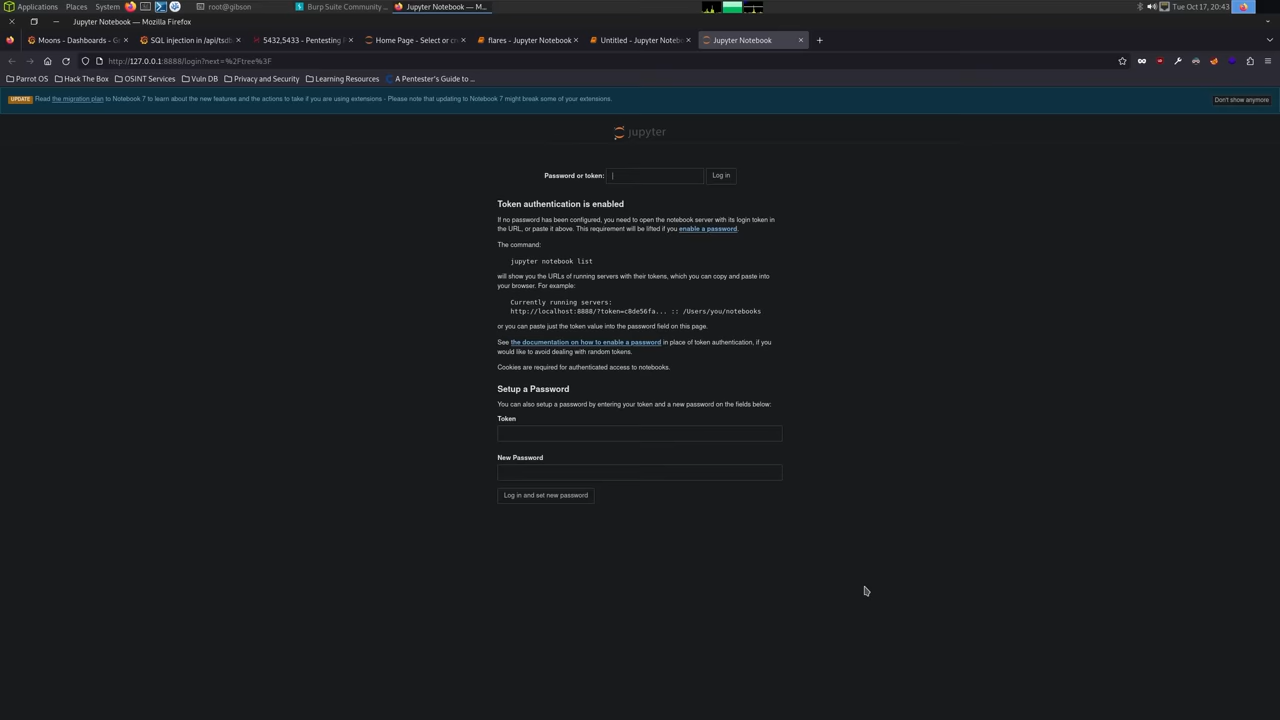 Applications Places System root@gibson Burp Suite Community ... Jupyter Notebook — M... Tue Oct 17, 20:43
Jupyter Notebook — Mozilla Firefox
Moons - Dashboards - G SQL injection in /api/tsdb 5432,5433 - Pentesting P Home Page - Select or cr flares - Jupyter Notebook Untitled - Jupyter Noteb Jupyter Notebook
http://127.0.0.1:8888/login?next=%2Ftree%3F
Parrot OS Hack The Box OSINT Services Vuln DB Privacy and Security Learning Resources A Pentester's Guide to ...
UPDATE Read the migration plan to Notebook 7 to learn about the new features and the actions to take if you are using extensions - Please note that updating to Notebook 7 might break some of your extensions. Don't show anymore
jupyter
Password or token: Log in
Token authentication is enabled
If no password has been configured, you need to open the notebook server with its login token in
the URL, or paste it above. This requirement will be lifted if you enable a password.
The command:
jupyter notebook list
will show you the URLs of running servers with their tokens, which you can copy and paste into
your browser. For example:
Currently running servers:
http://localhost:8888/?token=c8de56fa... :: /Users/you/notebooks
or you can paste just the token value into the password field on this page.
See the documentation on how to enable a password in place of token authentication, if you
would like to avoid dealing with random tokens.
Cookies are required for authenticated access to notebooks.
Setup a Password
You can also setup a password by entering your token and a new password on the fields below:
Token
New Password
Log in and set new password